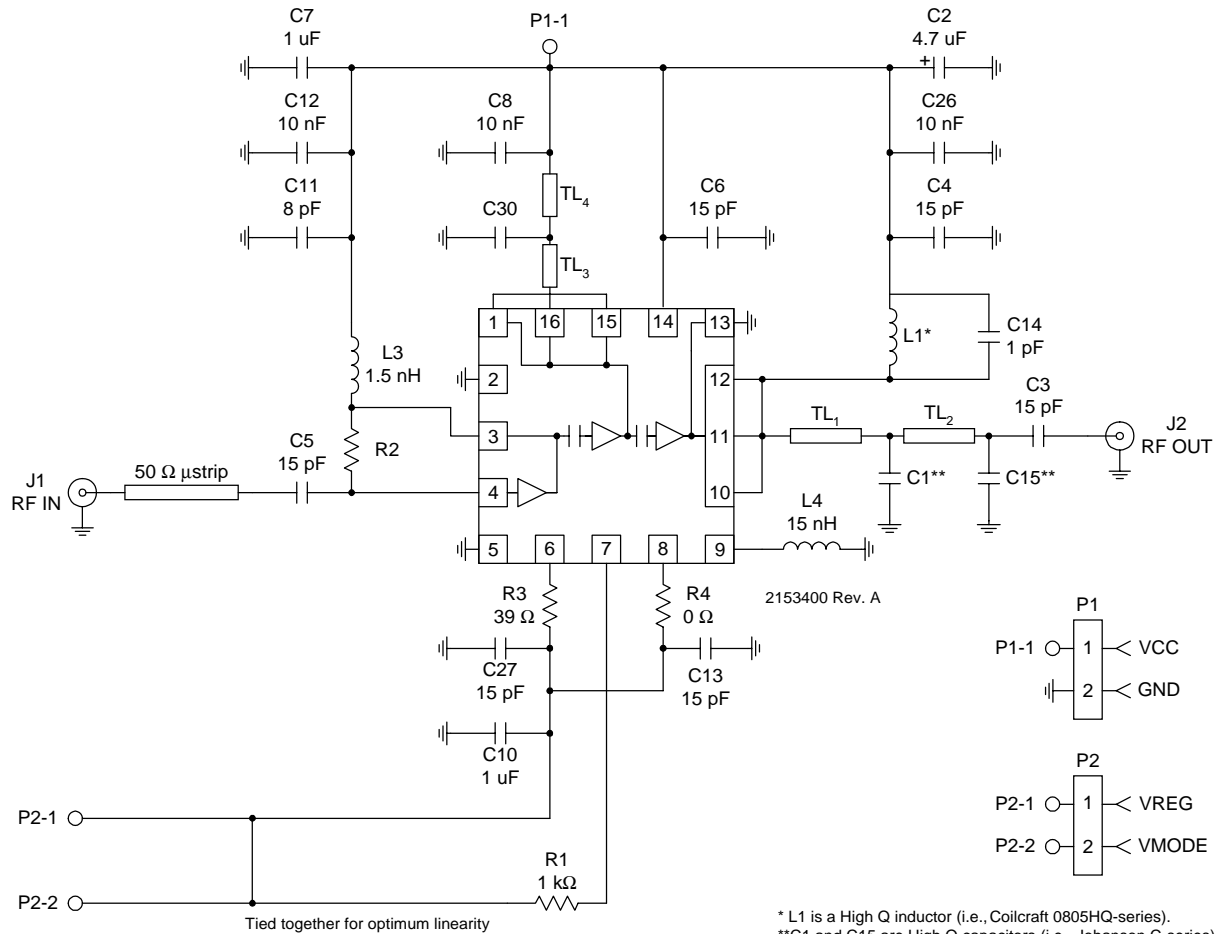 C7
1 uF
P1-1
C2
4.7 uF
+
C12
10 nF
C8
10 nF
C26
10 nF
C11
8 pF
C30
TL4
C6
15 pF
C4
15 pF
TL3
1
16
15
14
13
L1*
C14
1 pF
L3
1.5 nH
2
12
C3
15 pF
TL1
TL2
J2
RF OUT
3
11
C5
15 pF
R2
J1
RF IN
50 Ω µstrip
4
10
C1**
C15**
L4
15 nH
5
6
7
8
9
R3
39 Ω
R4
0 Ω
2153400 Rev. A
C27
15 pF
C13
15 pF
C10
1 uF
P1
P1-1
1
VCC
2
GND
P2
P2-1
1
VREG
P2-2
2
VMODE
P2-1
R1
1 kΩ
P2-2
Tied together for optimum linearity
* L1 is a High Q inductor (i.e., Coilcraft 0805HQ-series).